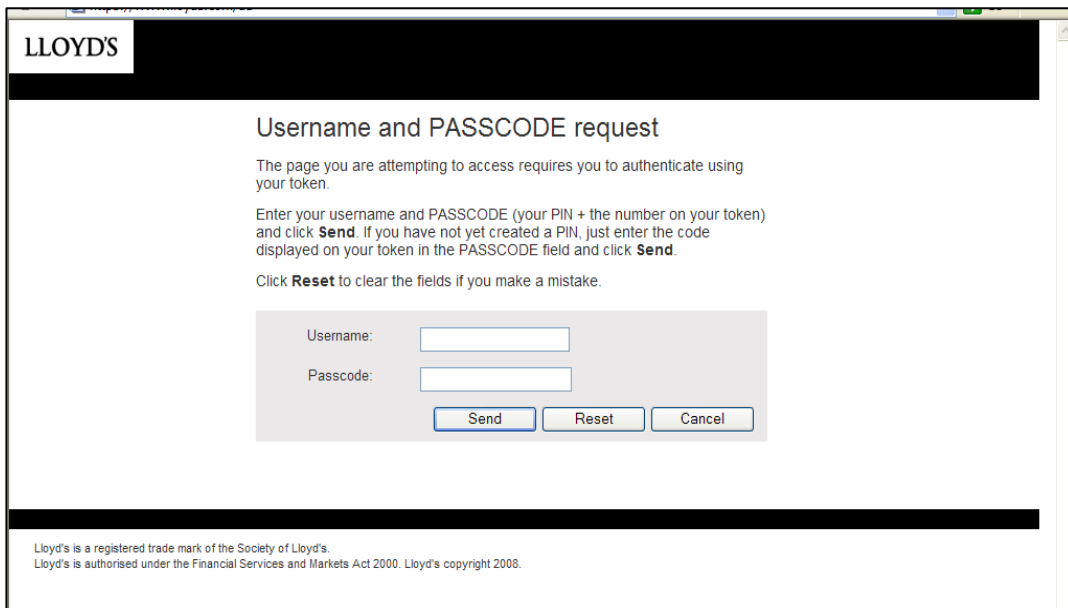 LLOYD'S
Username and PASSCODE request
The page you are attempting to access requires you to authenticate using
your token.
Enter your username and PASSCODE (your PIN + the number on your token)
and click Send. If you have not yet created a PIN, just enter the code
displayed on your token in the PASSCODE field and click Send.
Click Reset to clear the fields if you make a mistake.
Username:
Passcode:
Send Reset Cancel
Lloyd's is a registered trade mark of the Society of Lloyd's.
Lloyd's is authorised under the Financial Services and Markets Act 2000. Lloyd's copyright 2008.